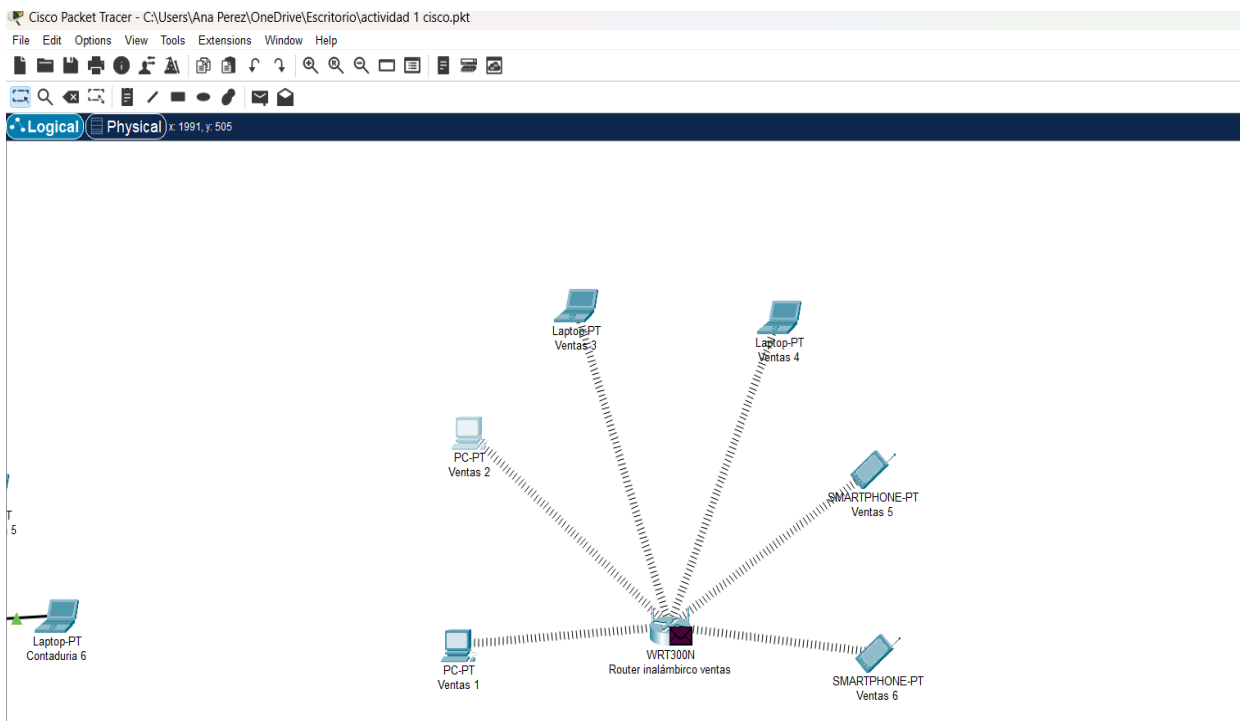 Cisco Packet Tracer - C:\Users\Ana Perez\OneDrive\Escritorio\actividad 1 cisco.pkt
File Edit Options View Tools Extensions Window Help
Logical Physical x: 1991, y: 505
Laptop-PT
Ventas 3
Laptop-PT
Ventas 4
PC-PT
Ventas 2
SMARTPHONE-PT
Ventas 5
T
5
Laptop-PT
Contaduria 6
WRT300N
Router inalámbirco ventas
PC-PT
Ventas 1
SMARTPHONE-PT
Ventas 6